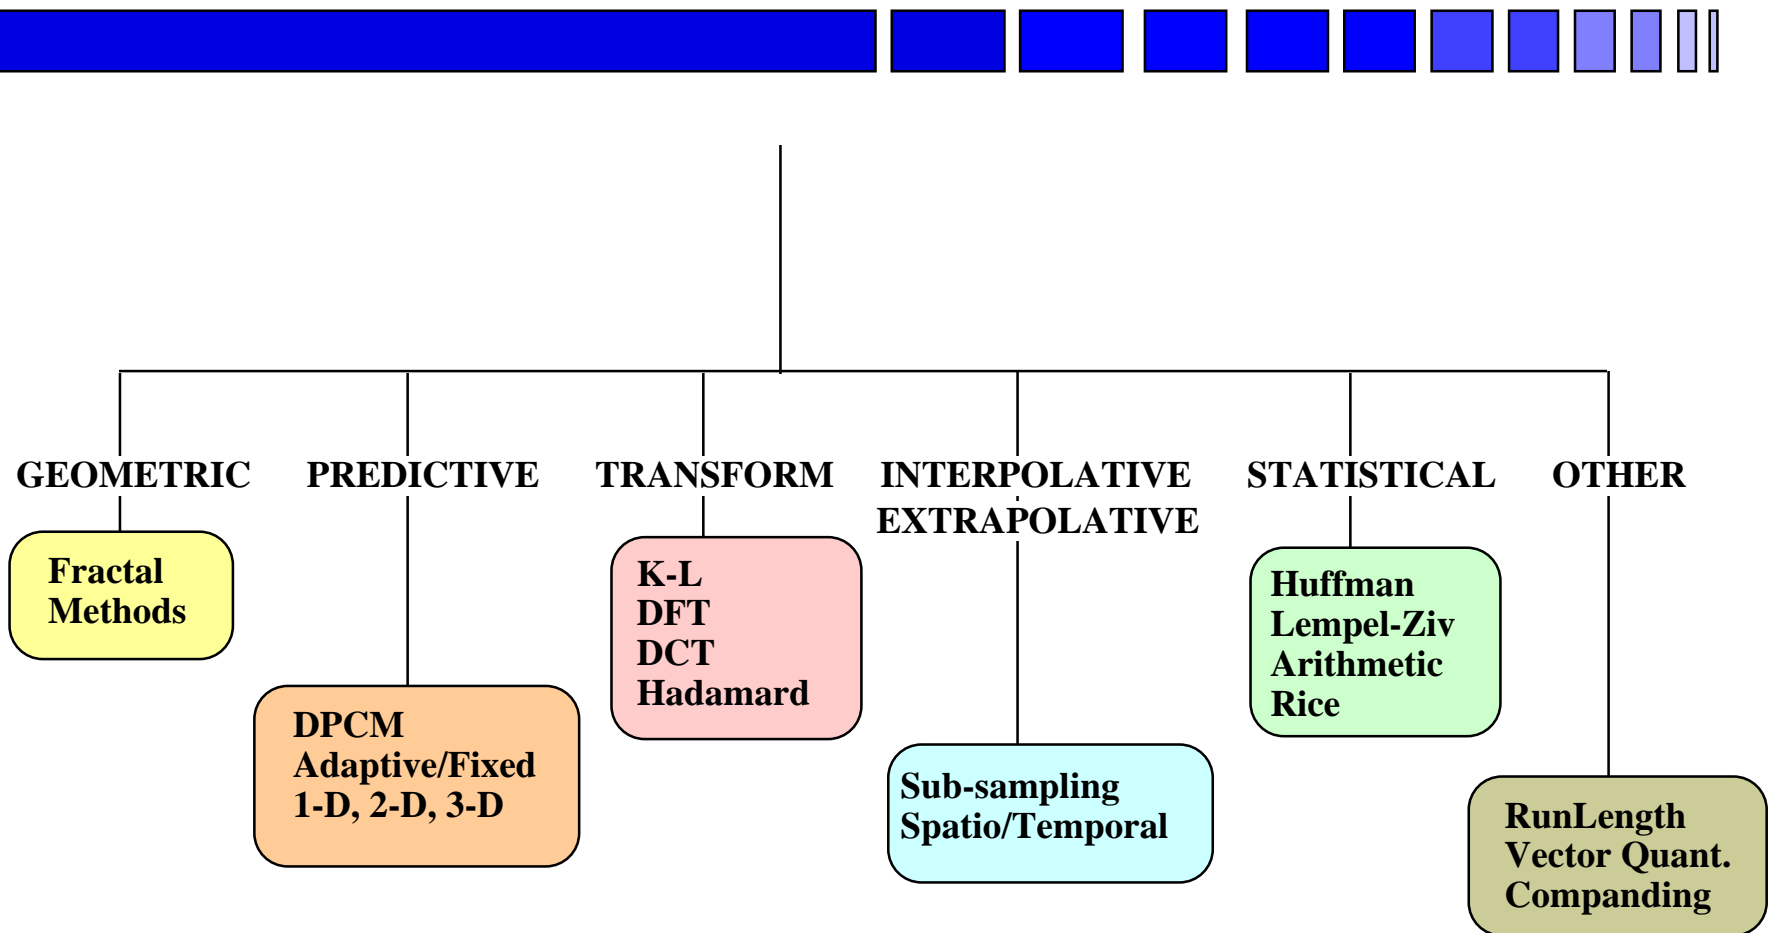 GEOMETRIC
PREDICTIVE
TRANSFORM
INTERPOLATIVE
EXTRAPOLATIVE
STATISTICAL
OTHER
Fractal
Methods
DPCM
Adaptive/Fixed
1-D, 2-D, 3-D
K-L
DFT
DCT
Hadamard
Sub-sampling
Spatio/Temporal
Huffman
Lempel-Ziv
Arithmetic
Rice
RunLength
Vector Quant.
Companding